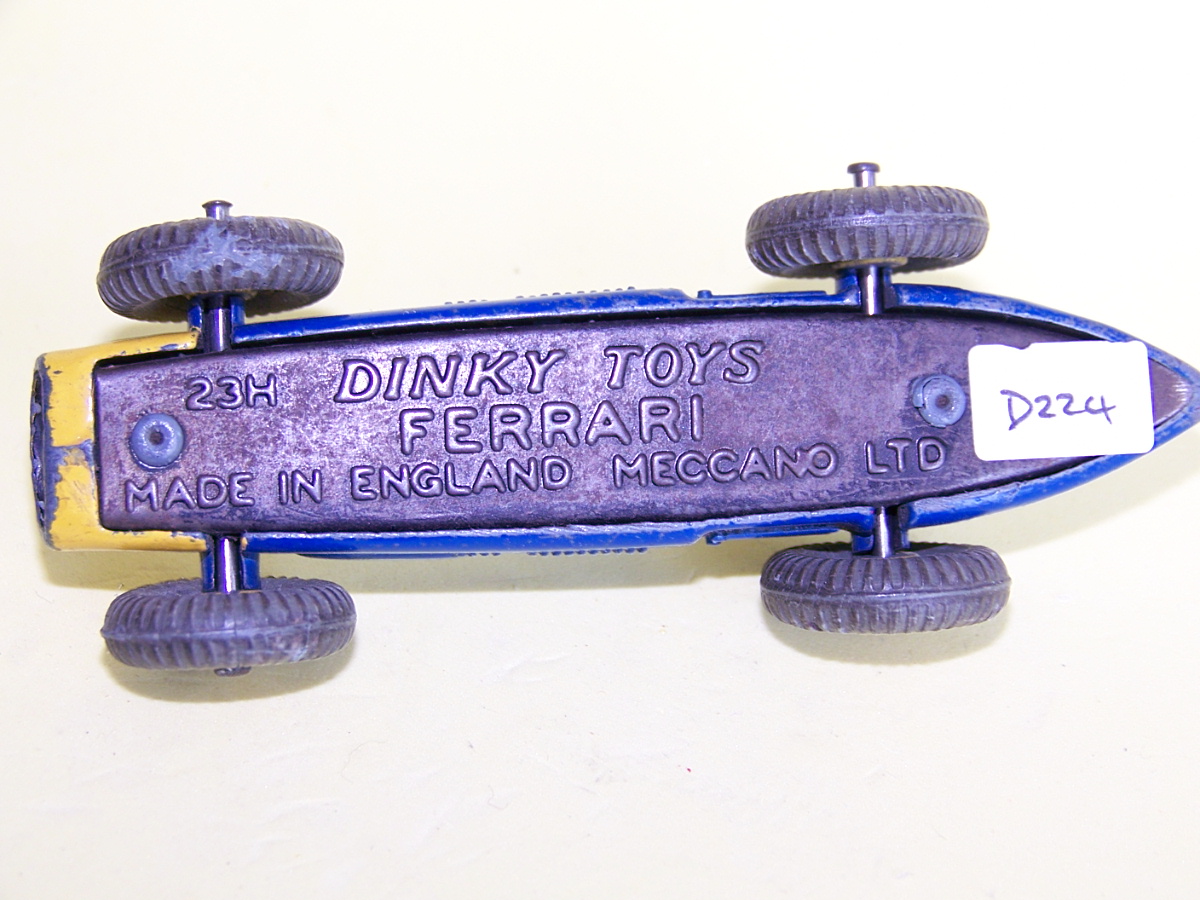 23H DINKY TOYS
FERRARI
MADE IN ENGLAND MECCANO LTD
D224